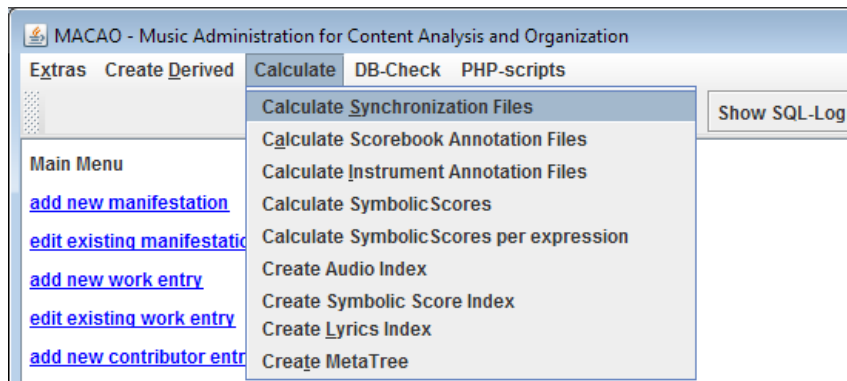 MACAO - Music Administration for Content Analysis and Organization
Extras Create Derived Calculate DB-Check PHP-scripts
Show SQL-Log
Main Menu
add new manifestation
edit existing manifestatio
add new work entry
edit existing work entry
add new contributor entr
Calculate Synchronization Files
Calculate Scorebook Annotation Files
Calculate Instrument Annotation Files
Calculate SymbolicScores
Calculate SymbolicScores per expression
Create Audio Index
Create Symbolic Score Index
Create Lyrics Index
Create MetaTree